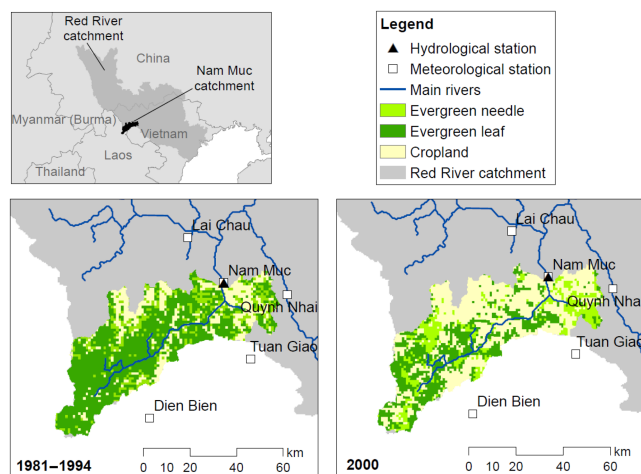 Red River
catchment
China
Nam Muc
catchment
Myanmar (Burma)
Vietnam
Laos
Thailand
Legend
Hydrological station
Meteorological station
Main rivers
Evergreen needle
Evergreen leaf
Cropland
Red River catchment
Lai Chau
Nam Muc
Quynh Nhai
Tuan Giao
Dien Bien
km
1981–1994
0 20 40 60
Lai Chau
Nam Muc
Quynh Nhai
Tuan Giao
Dien Bien
km
2000
0 20 40 60